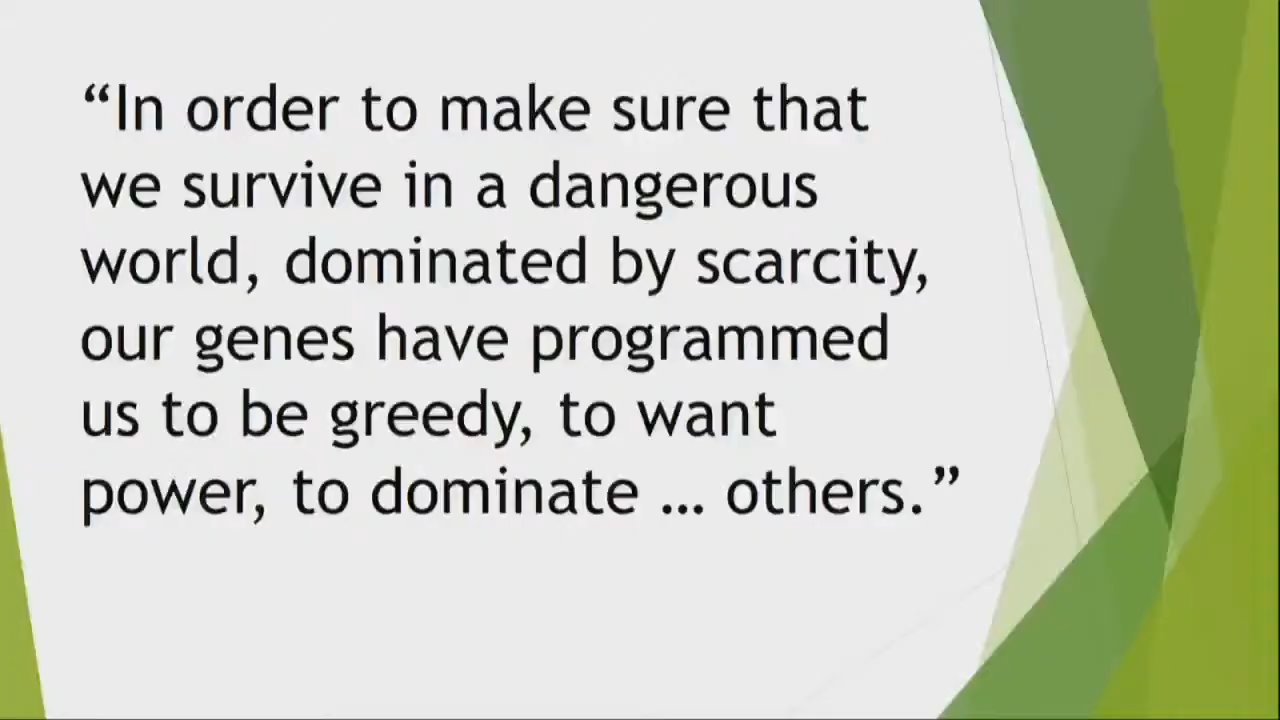 “In order to make sure that
we survive in a dangerous
world, dominated by scarcity,
our genes have programmed
us to be greedy, to want
power, to dominate … others.”